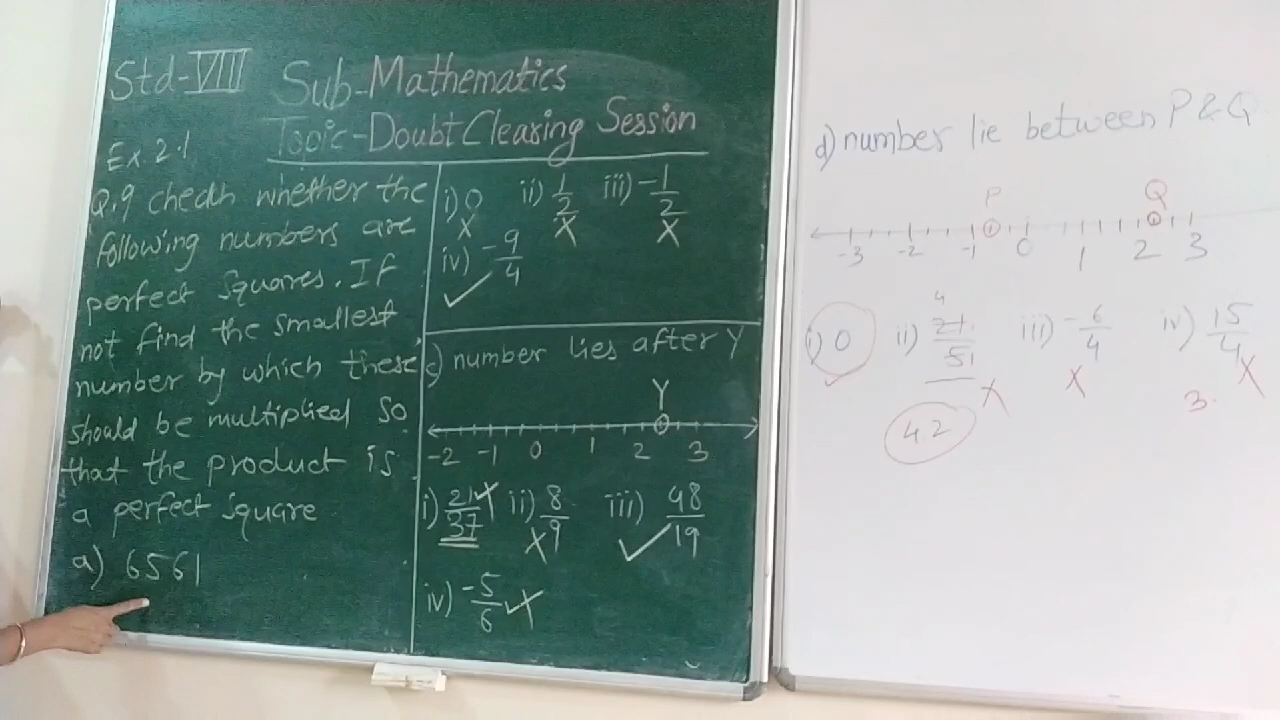 Std-VIII Sub-Mathematics
Topic-Doubt Clearing Session
Ex. 2.1
Q.9 cheach whether the
following numbers are
perfect squares. If
not find the smallest
number by which these
should be multiplied so
that the product is
a perfect square
a) 6561
i) 0 ii) 1/2 iii) -1/2
x x x
iv) -9/4 ✓
c) number lies after Y
Y
-2 -1 0 1 2 3
i) 21/37 x ii) 8/9 x iii) 48/19 ✓
iv) -5/6 x
d) number lie between P & Q
P Q
-3 -2 -1 0 1 2 3
i) 0 ii) 21/51 iii) -6/4 iv) 15/4
4
✓ x x x
3.
42